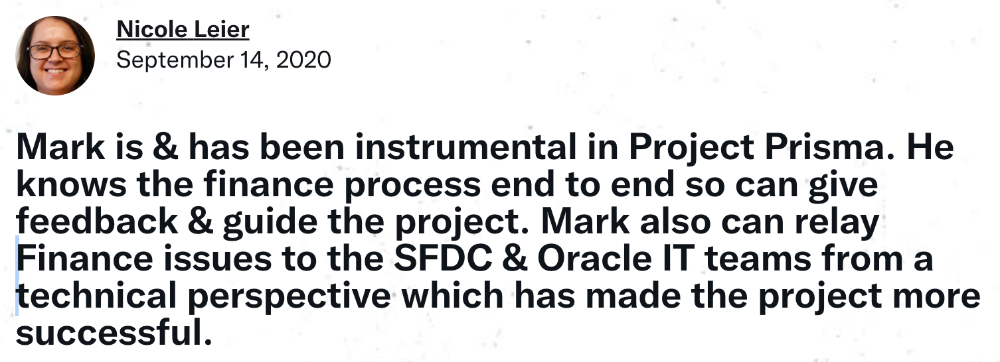 Nicole Leier
September 14, 2020
Mark is & has been instrumental in Project Prisma. He
knows the finance process end to end so can give
feedback & guide the project. Mark also can relay
Finance issues to the SFDC & Oracle IT teams from a
technical perspective which has made the project more
successful.